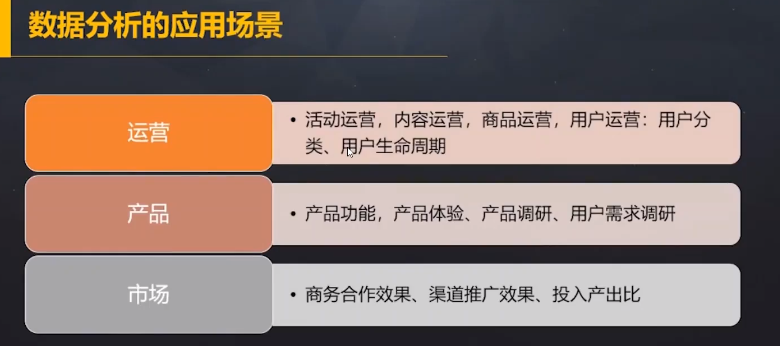 数据分析的应用场景
运营
• 活动运营，内容运营，商品运营，用户运营：用户分
类、用户生命周期
产品
• 产品功能，产品体验、产品调研、用户需求调研
市场
• 商务合作效果、渠道推广效果、投入产出比